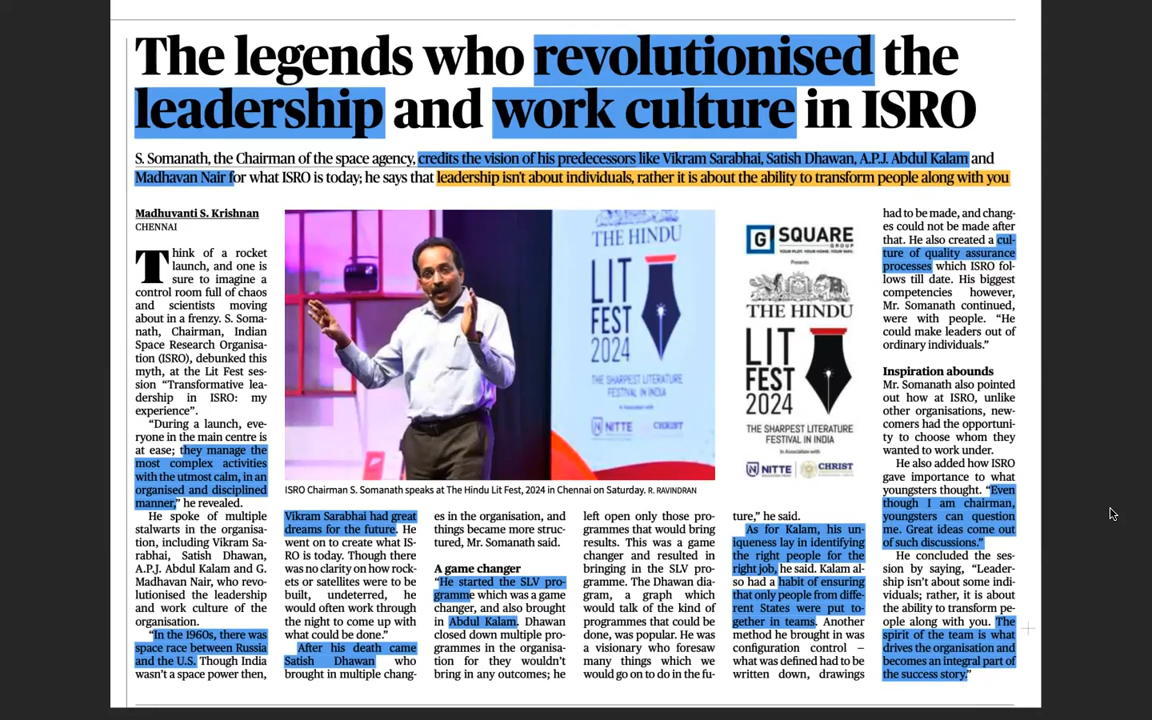 The legends who revolutionised the
leadership and work culture in ISRO
S. Somanath, the Chairman of the space agency, credits the vision of his predecessors like Vikram Sarabhai, Satish Dhawan, A.P.J. Abdul Kalam and
Madhavan Nair for what ISRO is today; he says that leadership isn't about individuals, rather it is about the ability to transform people along with you
Madhuvanti S. Krishnan
CHENNAI
Think of a rocket
launch, and one is
sure to imagine a
control room full of chaos
and scientists moving
about in a frenzy. S. Soma-
nath, Chairman, Indian
Space Research Organisa-
tion (ISRO), debunked this
myth, at the Lit Fest ses-
sion “Transformative lea-
dership in ISRO: my
experience”.
“During a launch, eve-
ryone in the main centre is
at ease; they manage the
most complex activities
with the utmost calm, in an
organised and disciplined
manner,” he revealed.
He spoke of multiple
stalwarts in the organisa-
tion, including Vikram Sa-
rabhai, Satish Dhawan,
A.P.J. Abdul Kalam and G.
Madhavan Nair, who revo-
lutionised the leadership
and work culture of the
organisation.
“In the 1960s, there was
space race between Russia
and the U.S. Though India
wasn't a space power then,
THE HINDU
LIT
FEST
2024
THE SHARPEST LITERATURE
FESTIVAL IN INDIA
In Association with
NITTE
CHRIST
G SQUARE
GROUP
Presents
THE HINDU
LIT
FEST
2024
THE SHARPEST LITERATURE
FESTIVAL IN INDIA
In Association with
NITTE
CHRIST
ISRO Chairman S. Somanath speaks at The Hindu Lit Fest, 2024 in Chennai on Saturday. R. RAVINDRAN
Vikram Sarabhai had great
dreams for the future. He
went on to create what IS-
RO is today. Though there
was no clarity on how rock-
ets or satellites were to be
built, undeterred, he
would often work through
the night to come up with
what could be done.”
After his death came
Satish Dhawan who
brought in multiple chang-
es in the organisation, and
things became more struc-
tured, Mr. Somanath said.
A game changer
“He started the SLV pro-
gramme which was a game
changer, and also brought
in Abdul Kalam. Dhawan
closed down multiple pro-
grammes in the organisa-
tion for they wouldn't
bring in any outcomes; he
left open only those pro-
grammes that would bring
results. This was a game
changer and resulted in
bringing in the SLV pro-
gramme. The Dhawan dia-
gram, a graph which
would talk of the kind of
programmes that could be
done, was popular. He was
a visionary who foresaw
many things which we
would go on to do in the fu-
ture,” he said.
As for Kalam, his un-
iqueness lay in identifying
the right people for the
right job, he said. Kalam al-
so had a habit of ensuring
that only people from diffe-
rent States were put to-
gether in teams. Another
method he brought in was
configuration control —
what was defined had to be
written down, drawings
had to be made, and chang-
es could not be made after
that. He also created a cul-
ture of quality assurance
processes which ISRO fol-
lows till date. His biggest
competencies however,
Mr. Somanath continued,
were with people. “He
could make leaders out of
ordinary individuals.”
Inspiration abounds
Mr. Somanath also pointed
out how at ISRO, unlike
other organisations, new-
comers had the opportuni-
ty to choose whom they
wanted to work under.
He also added how ISRO
gave importance to what
youngsters thought. “Even
though I am chairman,
youngsters can question
me. Great ideas come out
of such discussions.”
He concluded the ses-
sion by saying, “Leader-
ship isn't about some indi-
viduals; rather, it is about
the ability to transform pe-
ople along with you. The
spirit of the team is what
drives the organisation and
becomes an integral part of
the success story.”